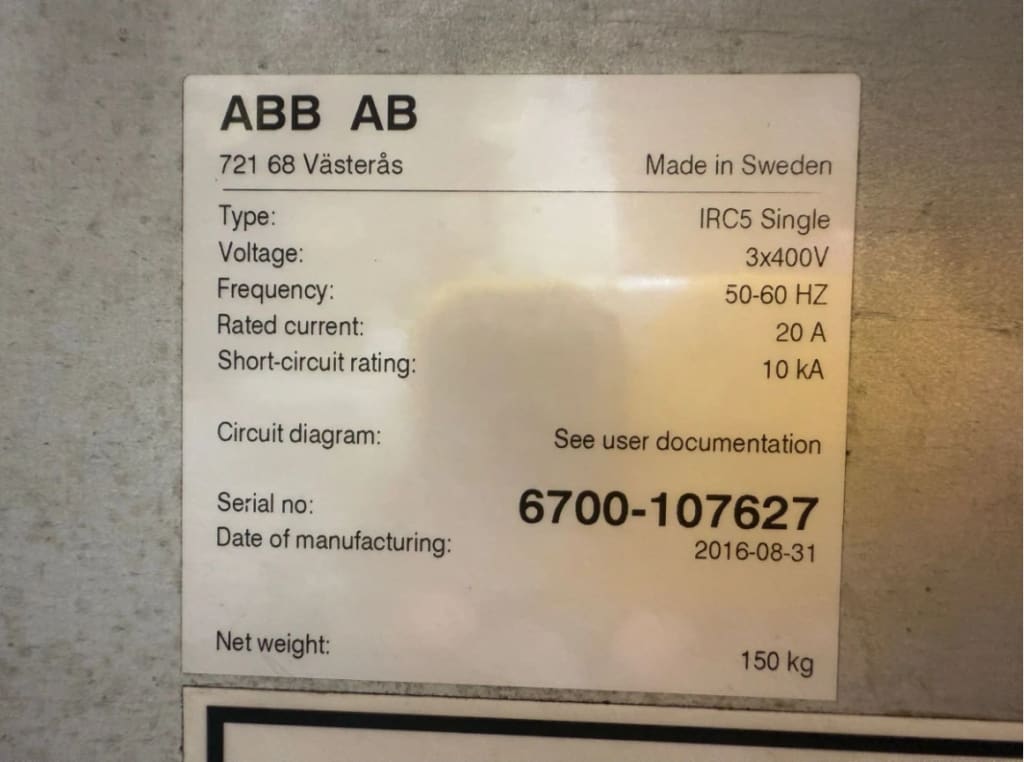 ABB AB
721 68 Västerås Made in Sweden
Type: IRC5 Single
Voltage: 3x400V
Frequency: 50-60 HZ
Rated current: 20 A
Short-circuit rating: 10 kA
Circuit diagram: See user documentation
Serial no: 6700-107627
Date of manufacturing: 2016-08-31
Net weight: 150 kg